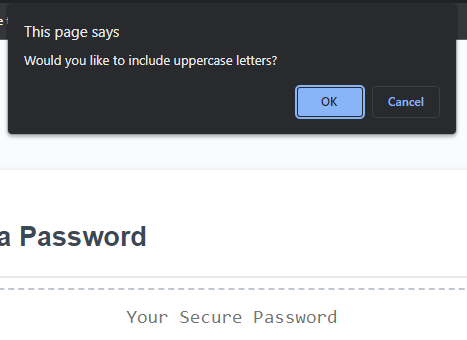 This page says
Would you like to include uppercase letters?
OK Cancel
a Password
Your Secure Password